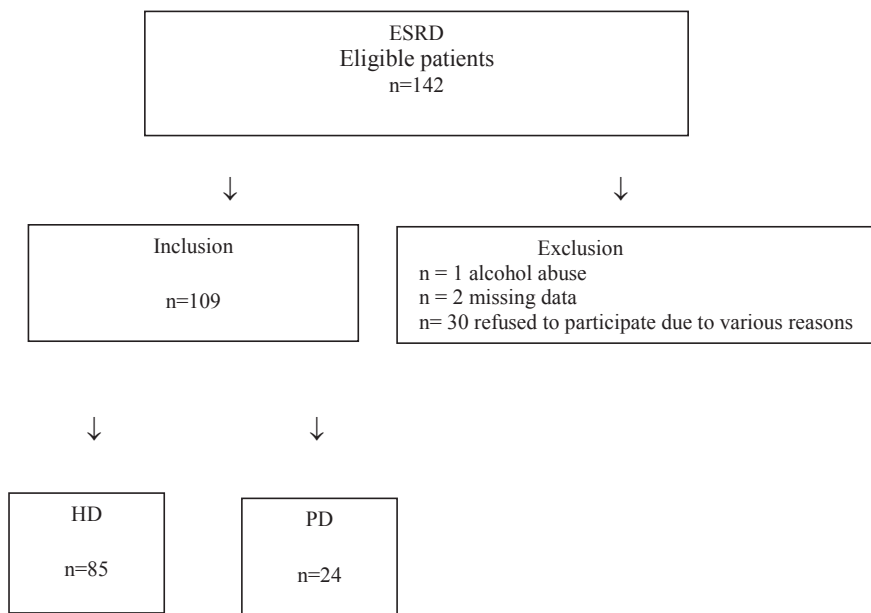 ESRD
Eligible patients
n=142
↓
↓
Inclusion
n=109
Exclusion
n = 1 alcohol abuse
n = 2 missing data
n= 30 refused to participate due to various reasons
↓
↓
HD
n=85
PD
n=24